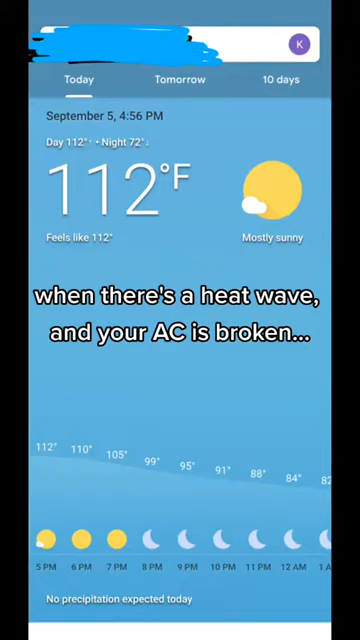 K
Today Tomorrow 10 days
September 5, 4:56 PM
Day 112°↑ • Night 72°↓
112°F
Feels like 112° Mostly sunny
when there's a heat wave,
and your AC is broken...
112° 110° 105° 99° 95° 91° 88° 84° 82
5 PM 6 PM 7 PM 8 PM 9 PM 10 PM 11 PM 12 AM 1 A
No precipitation expected today